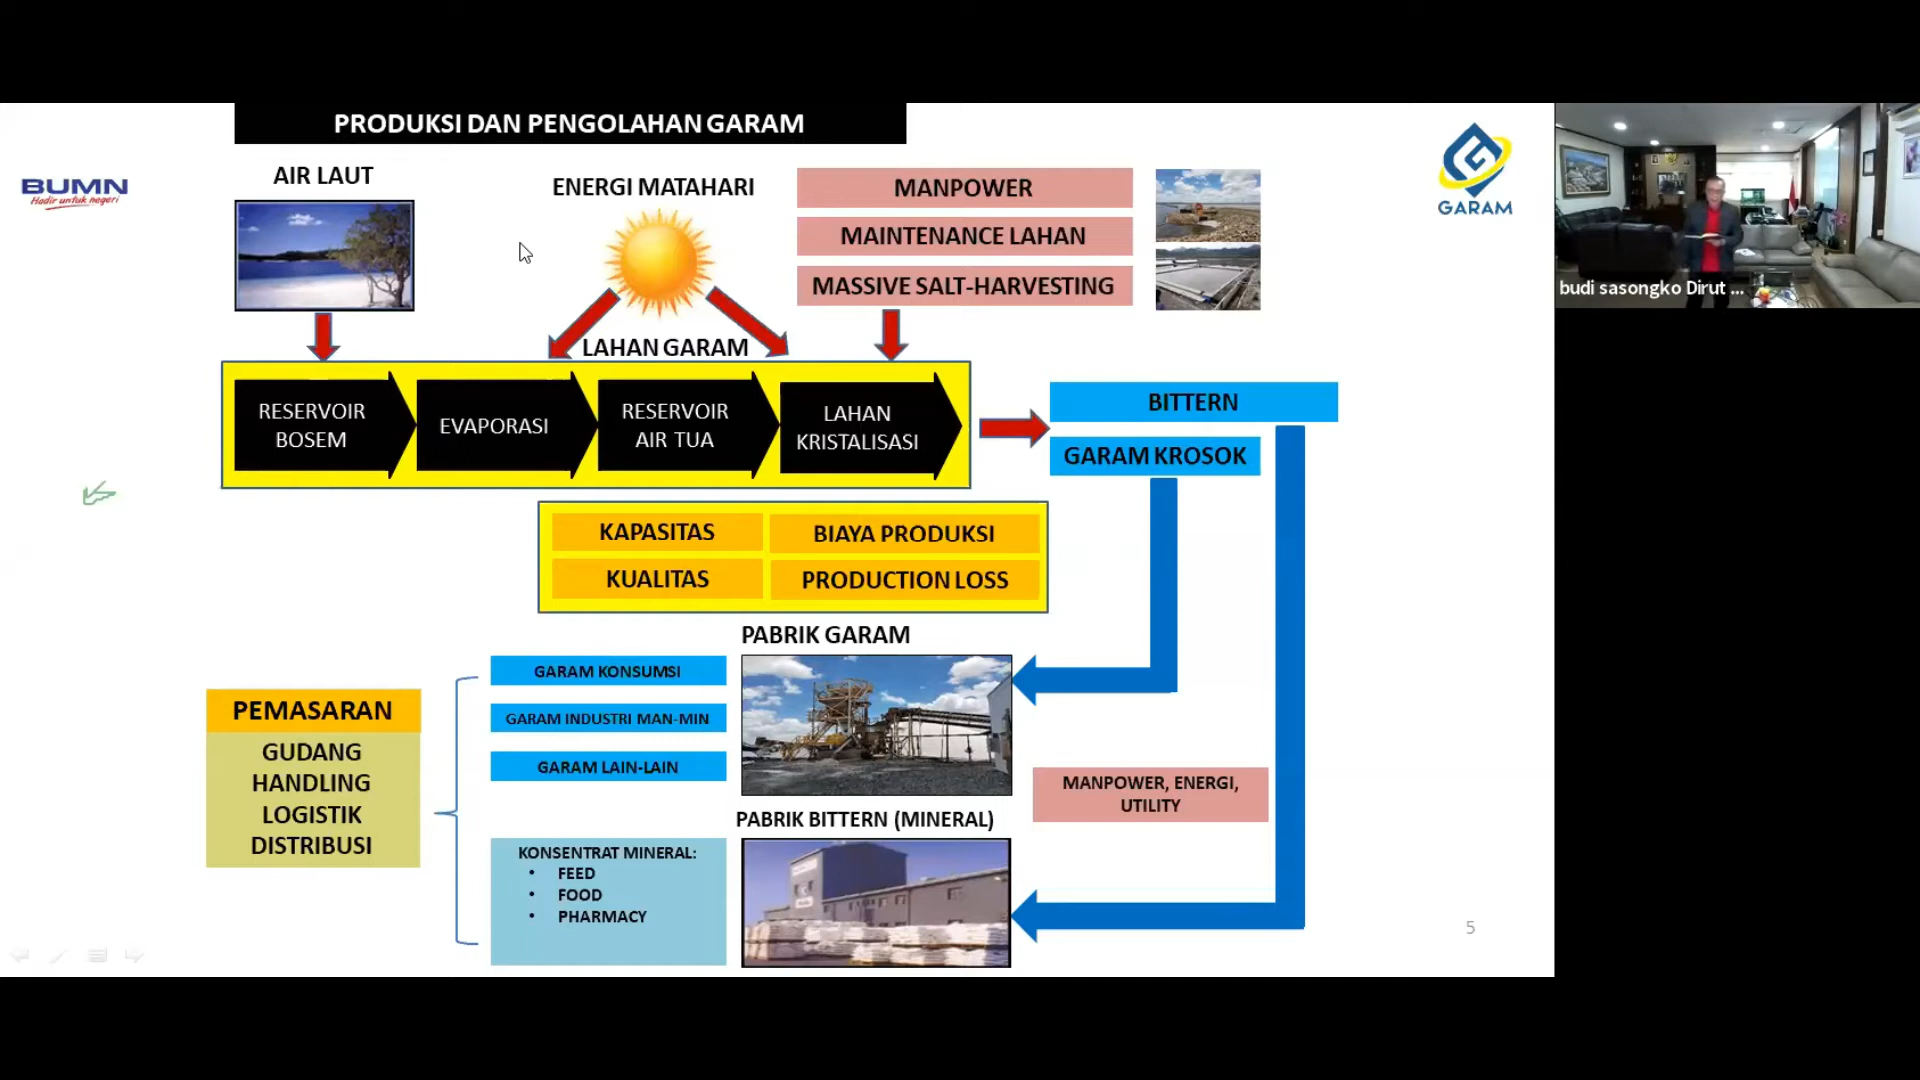 PRODUKSI DAN PENGOLAHAN GARAM
BUMN
Hadir untuk negeri
AIR LAUT
ENERGI MATAHARI
MANPOWER
MAINTENANCE LAHAN
MASSIVE SALT-HARVESTING
GARAM
budi sasongko Dirut ...
LAHAN GARAM
RESERVOIR
BOSEM
EVAPORASI
RESERVOIR
AIR TUA
LAHAN
KRISTALISASI
BITTERN
GARAM KROSOK
KAPASITAS
BIAYA PRODUKSI
KUALITAS
PRODUCTION LOSS
PABRIK GARAM
GARAM KONSUMSI
GARAM INDUSTRI MAN-MIN
GARAM LAIN-LAIN
PEMASARAN
GUDANG
HANDLING
LOGISTIK
DISTRIBUSI
MANPOWER, ENERGI,
UTILITY
PABRIK BITTERN (MINERAL)
KONSENTRAT MINERAL:
• FEED
• FOOD
• PHARMACY
5